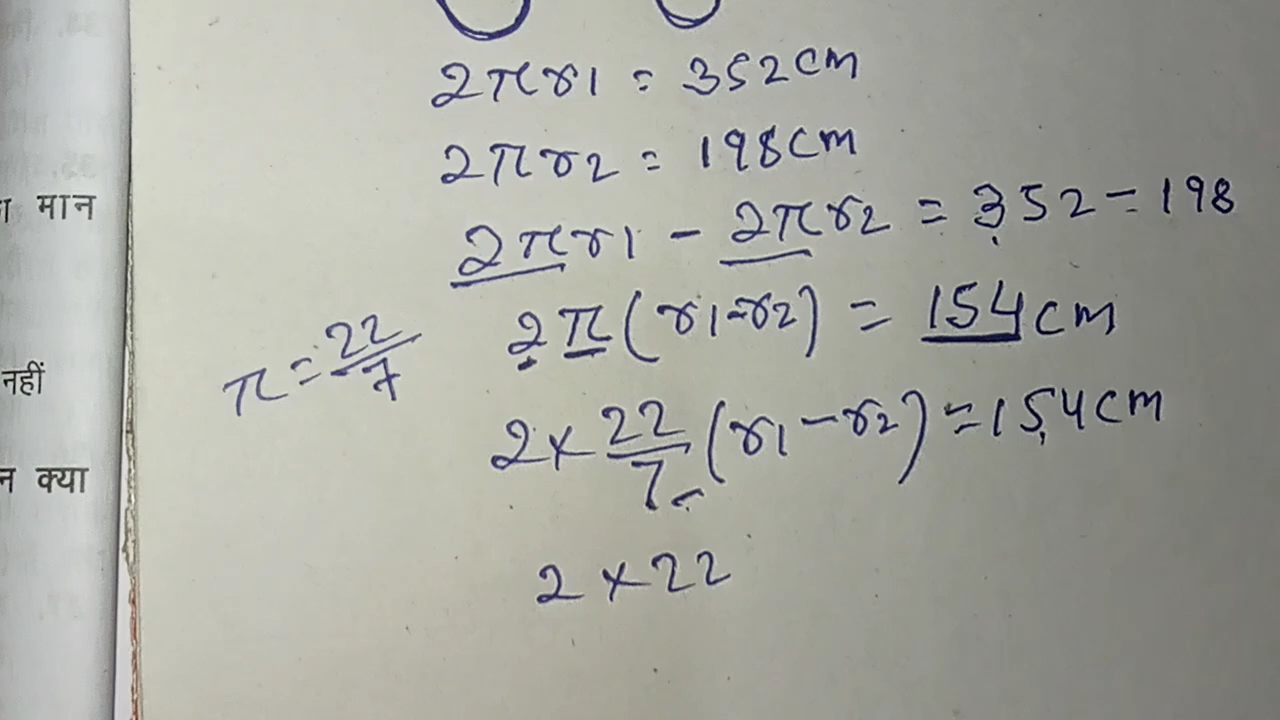 2πr1 = 352cm
2πr2 = 198cm
2πr1 - 2πr2 = 352 - 198
2π(r1-r2) = 154cm
π = 22/7
2 × 22/7 (r1 - r2) = 154cm
2 × 22
मान
नहीं
क्या